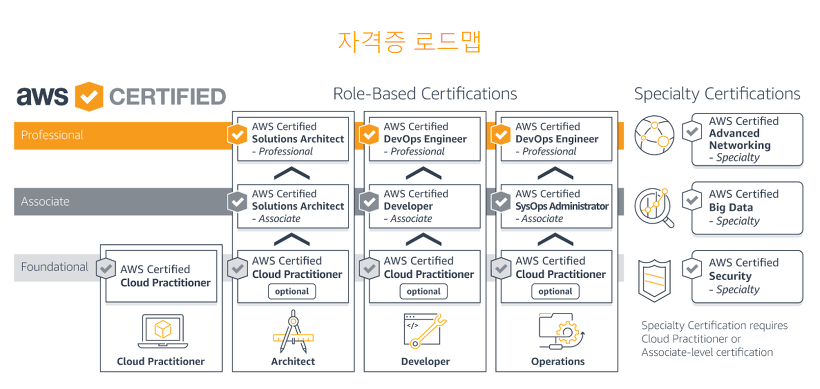 자격증 로드맵
aws CERTIFIED
Role-Based Certifications
Specialty Certifications
Professional
AWS Certified
Solutions Architect
- Professional
AWS Certified
DevOps Engineer
- Professional
AWS Certified
DevOps Engineer
- Professional
AWS Certified
Advanced
Networking
- Specialty
Associate
AWS Certified
Solutions Architect
- Associate
AWS Certified
Developer
- Associate
AWS Certified
SysOps Administrator
- Associate
AWS Certified
Big Data
- Specialty
Foundational
AWS Certified
Cloud Practitioner
AWS Certified
Cloud Practitioner
optional
AWS Certified
Cloud Practitioner
optional
AWS Certified
Cloud Practitioner
optional
AWS Certified
Security
- Specialty
</>
Cloud Practitioner
Architect
Developer
Operations
Specialty Certification requires
Cloud Practitioner or
Associate-level certification